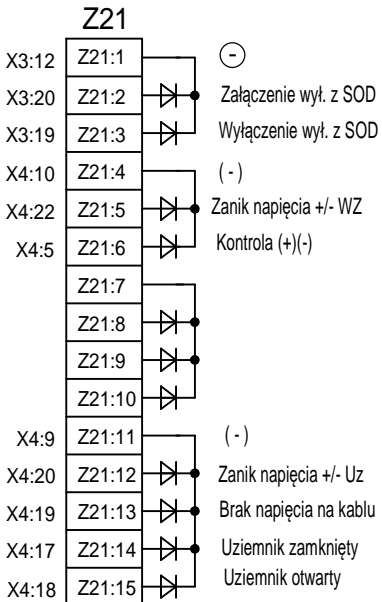 Z21
X3:12 Z21:1 -
X3:20 Z21:2 Załączenie wył. z SOD
X3:19 Z21:3 Wyłączenie wył. z SOD
X4:10 Z21:4 ( - )
X4:22 Z21:5 Zanik napięcia +/- WZ
X4:5 Z21:6 Kontrola (+)(-)
Z21:7
Z21:8
Z21:9
Z21:10
X4:9 Z21:11 ( - )
X4:20 Z21:12 Zanik napięcia +/- Uz
X4:19 Z21:13 Brak napięcia na kablu
X4:17 Z21:14 Uziemnik zamknięty
X4:18 Z21:15 Uziemnik otwarty